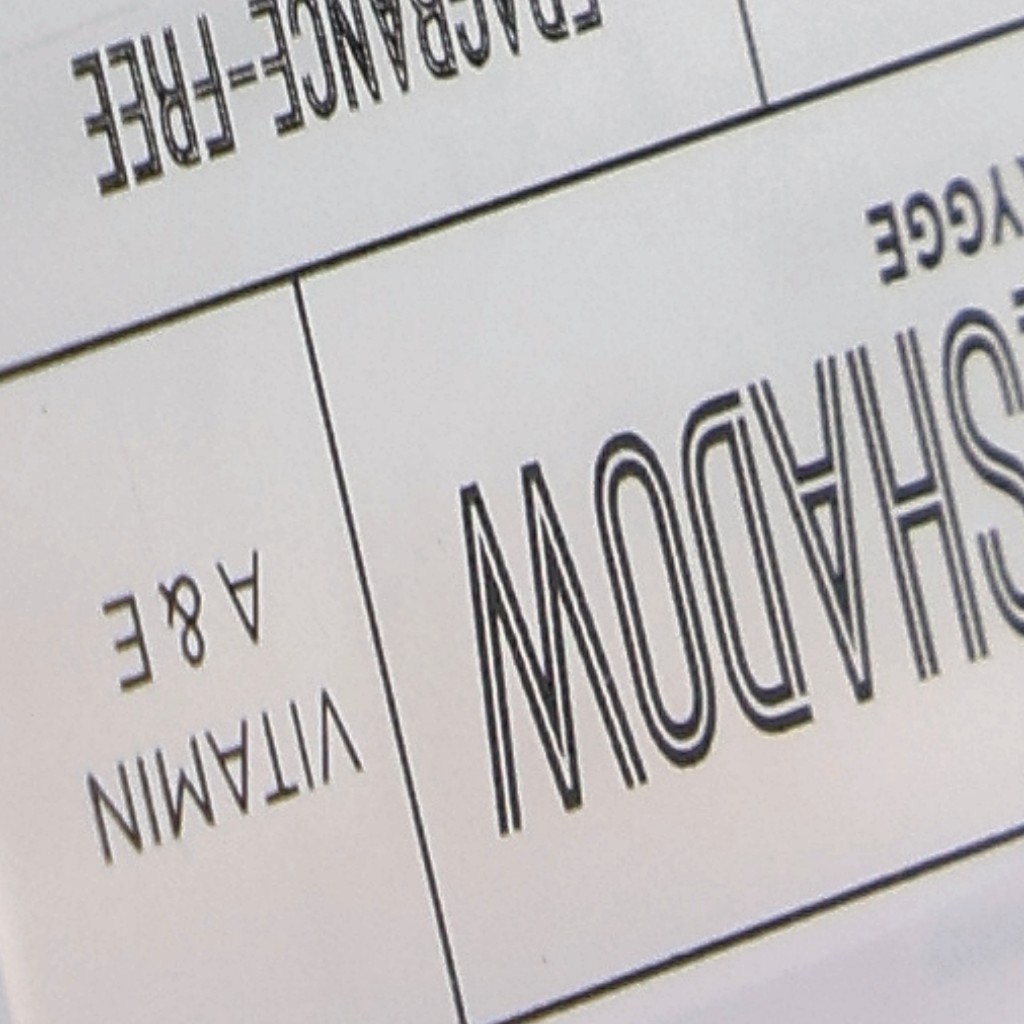 SHADOW
YGGE
VITAMIN
A & E
FRAGRANCE-FREE